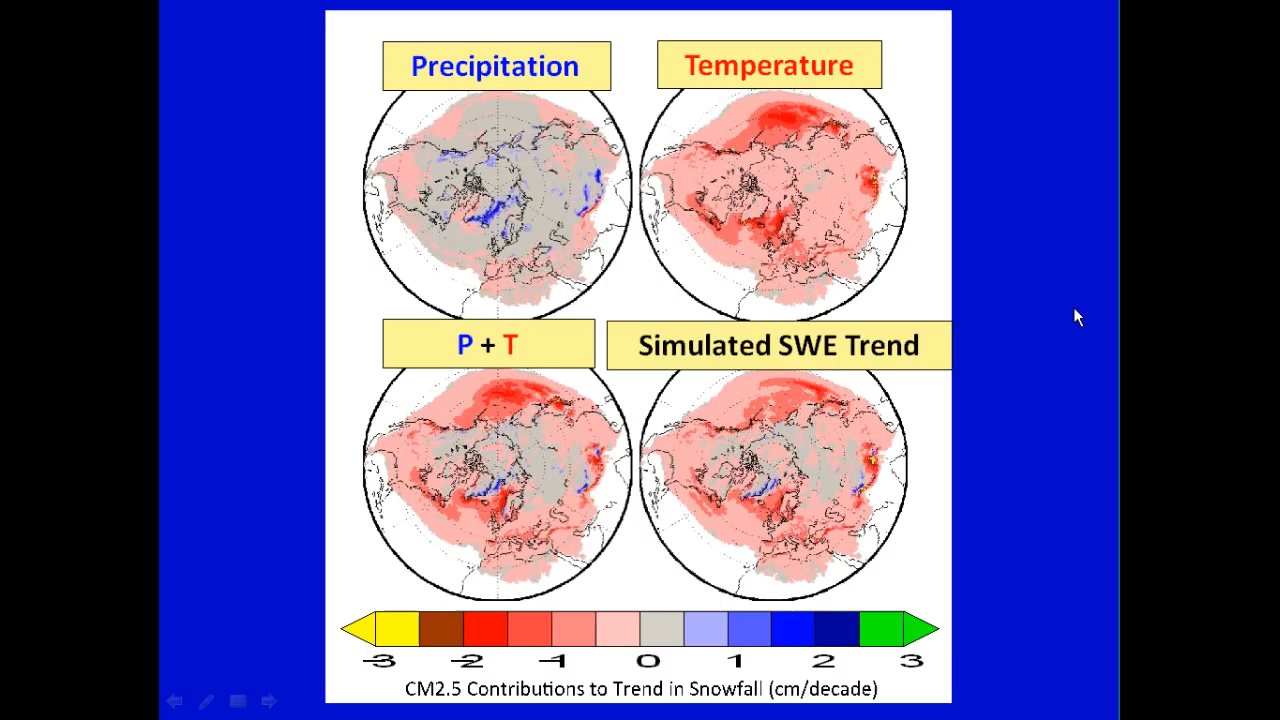 Precipitation
Temperature
P + T
Simulated SWE Trend
-3 -2 -1 0 1 2 3
CM2.5 Contributions to Trend in Snowfall (cm/decade)